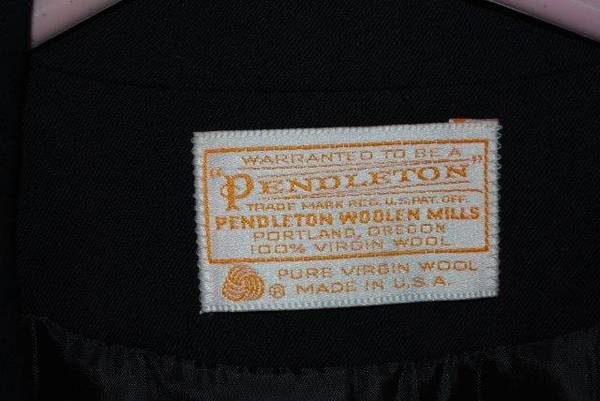 WARRANTED TO BE A
"PENDLETON"
TRADE MARK REG. U.S. PAT. OFF.
PENDLETON WOOLEN MILLS
PORTLAND, OREGON
100% VIRGIN WOOL
PURE VIRGIN WOOL
® MADE IN U.S.A.